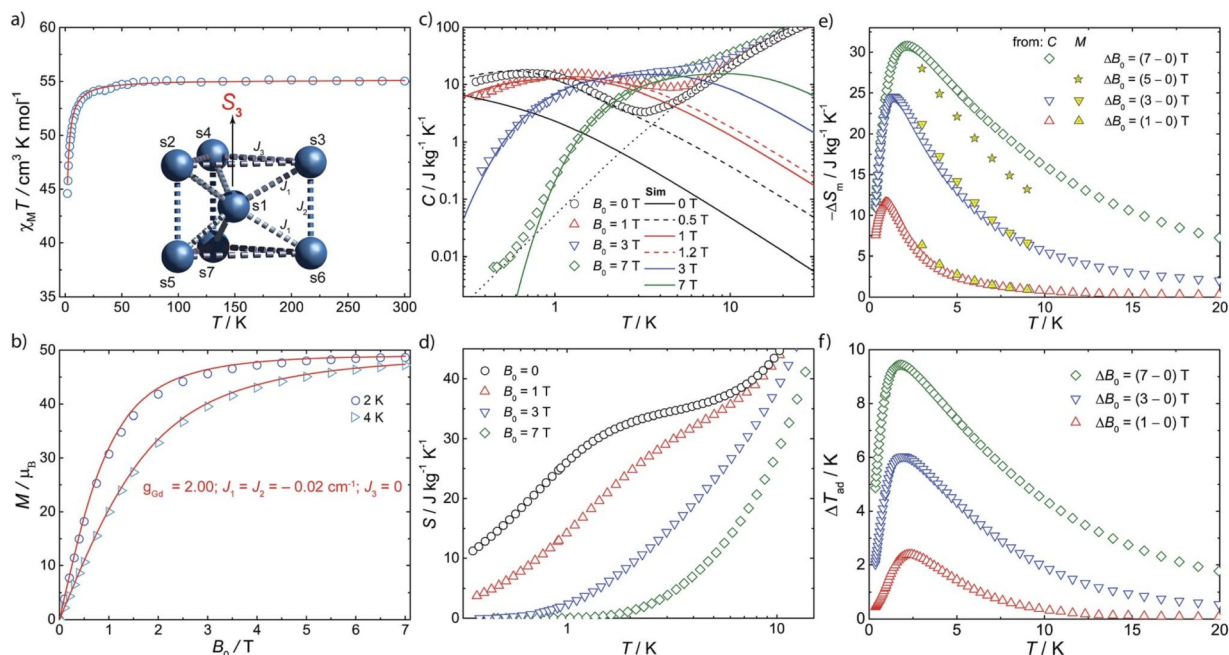 a)
χMT / cm³ K mol⁻¹
65
60
55
50
45
40
35
S₃
s4
s2
J₃
s3
J₁
s1
J₂
J₁
s5
s7
s6
0 50 100 150 200 250 300
T / K
b)
M / μB
50
40
30
20
10
0
2 K
4 K
gGd = 2.00; J₁ = J₂ = – 0.02 cm⁻¹; J₃ = 0
0 1 2 3 4 5 6 7
B₀ / T
c)
C / J kg⁻¹ K⁻¹
100
10
1
0.1
0.01
B₀ = 0 T
B₀ = 1 T
B₀ = 3 T
B₀ = 7 T
Sim
0T
0.5 T
1 T
1.2 T
3 T
7 T
1 10
T / K
d)
S / J kg⁻¹ K⁻¹
40
30
20
10
0
B₀ = 0
B₀ = 1 T
B₀ = 3 T
B₀ = 7 T
1 10
T / K
e)
–ΔSm / J kg⁻¹ K⁻¹
30
25
20
15
10
5
0
from: C M
ΔB₀ = (7 – 0) T
ΔB₀ = (5 – 0) T
ΔB₀ = (3 – 0) T
ΔB₀ = (1 – 0) T
0 5 10 15 20
T / K
f)
ΔTad / K
10
8
6
4
2
0
ΔB₀ = (7–0) T
ΔB₀ = (3–0) T
ΔB₀ = (1–0) T
0 5 10 15 20
T / K